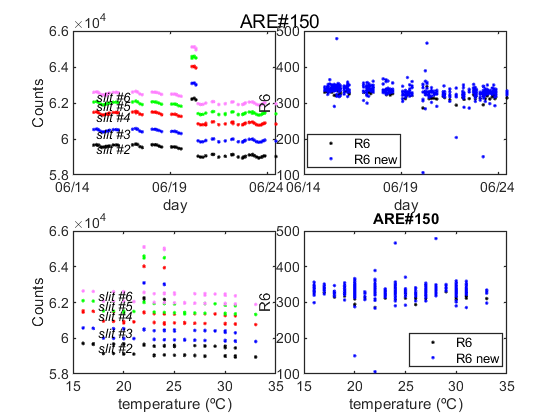 ARE#150
×10⁴
6.6
6.4
6.2
6
5.8
Counts
slit #6
slit #5
slit #4
slit #3
slit #2
06/14 06/19 06/24
day
500
400
300
200
100
R6
R6
R6 new
06/14 06/19 06/24
day
×10⁴
6.6
6.4
6.2
6
5.8
Counts
slit #6
slit #5
slit #4
slit #3
slit #2
15 20 25 30 35
temperature (ºC)
ARE#150
500
400
300
200
100
R6
R6
R6 new
15 20 25 30 35
temperature (ºC)